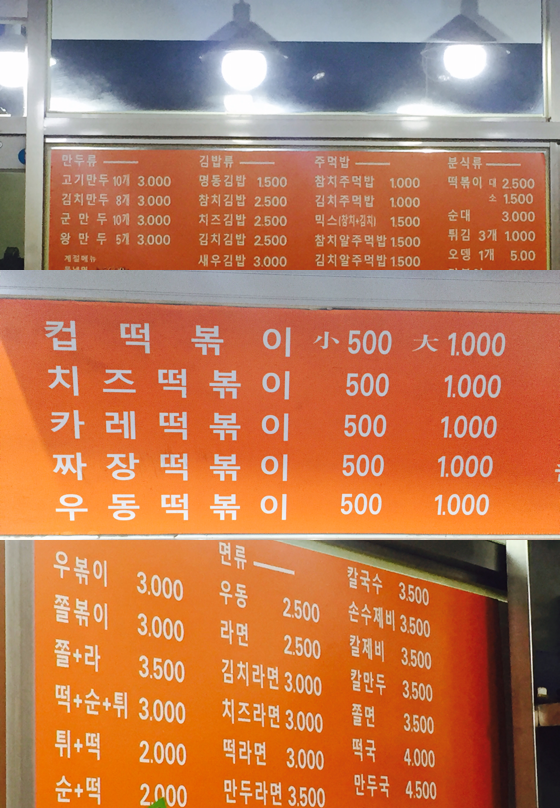 만두류
고기만두 10개 3.000
김치만두 8개 3.000
군만두 10개 3.000
왕만두 5개 3.000
계절메뉴
김밥류
명동김밥 1.500
참치김밥 2.500
치즈김밥 2.500
김치김밥 2.500
새우김밥 3.000
주먹밥
참치주먹밥 1.000
김치주먹밥 1.000
믹스(참치+김치) 1.500
참치알주먹밥 1.500
김치알주먹밥 1.500
분식류
떡볶이 대 2.500
소 1.500
순대 3.000
튀김 3개 1.000
오뎅 1개 5.00
컵떡볶이 小 500 大 1.000
치즈떡볶이 500 1.000
카레떡볶이 500 1.000
짜장떡볶이 500 1.000
우동떡볶이 500 1.000
우볶이 3.000
쫄볶이 3.000
쫄+라 3.500
떡+순+튀 3.000
튀+떡 2.000
순+떡 2.000
면류
우동 2.500
라면 2.500
김치라면 3.000
치즈라면 3.000
떡라면 3.000
만두라면 3.500
칼국수 3.500
손수제비 3.500
칼제비 3.500
칼만두 3.500
쫄면 3.500
떡국 4.000
만두국 4.500